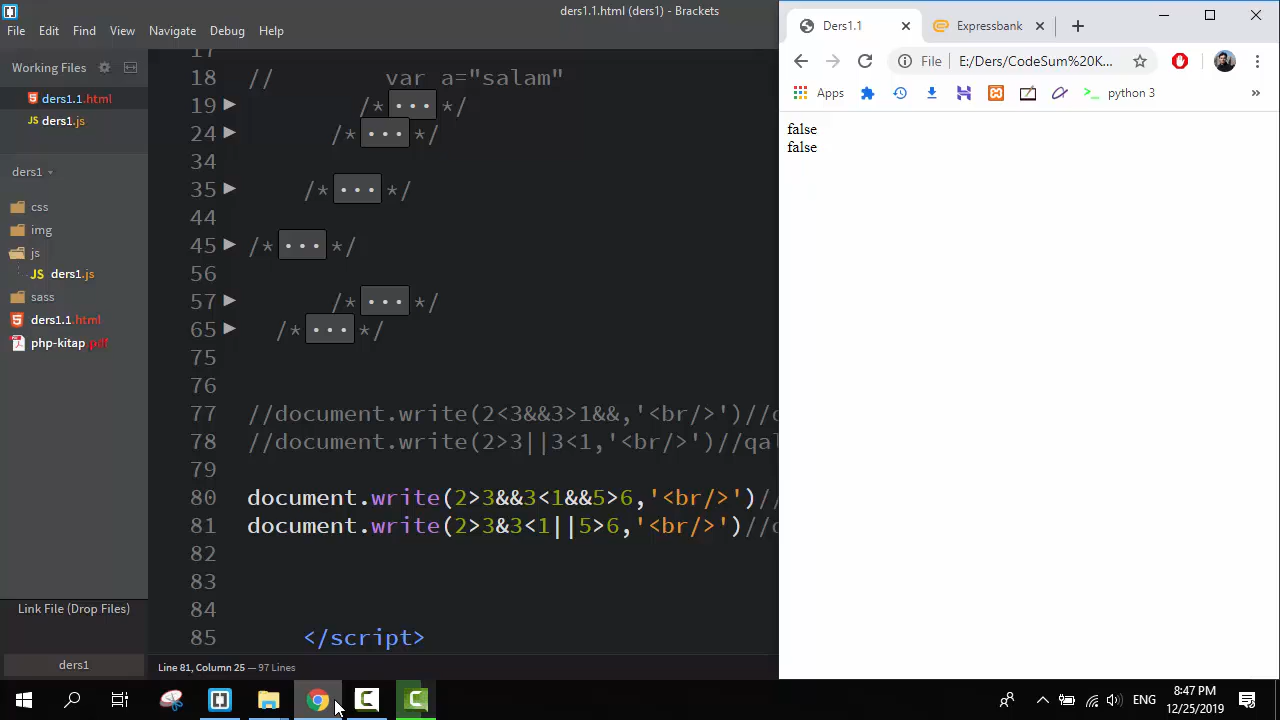 ders1.1.html (ders1) - Brackets
File Edit Find View Navigate Debug Help
Working Files
ders1.1.html
ders1.js
ders1
css
img
js
ders1.js
sass
ders1.1.html
php-kitap.pdf
Link File (Drop Files)
ders1
17
18 // var a="salam"
19 /*...*/
24 /*...*/
34
35 /*...*/
44
45 /*...*/
56
57 /*...*/
65 /*...*/
75
76
77 //document.write(2<3&&3>1&&,'<br/>')//
78 //document.write(2>3||3<1,'<br/>')//qal
79
80 document.write(2>3&&3<1&&5>6,'<br/>')//
81 document.write(2>3&3<1||5>6,'<br/>')//
82
83
84
85 </script>
Line 81, Column 25 — 97 Lines
Ders1.1
Expressbank
File E:/Ders/CodeSum%20K...
Apps
python 3
»
false
false
ENG
8:47 PM
12/25/2019